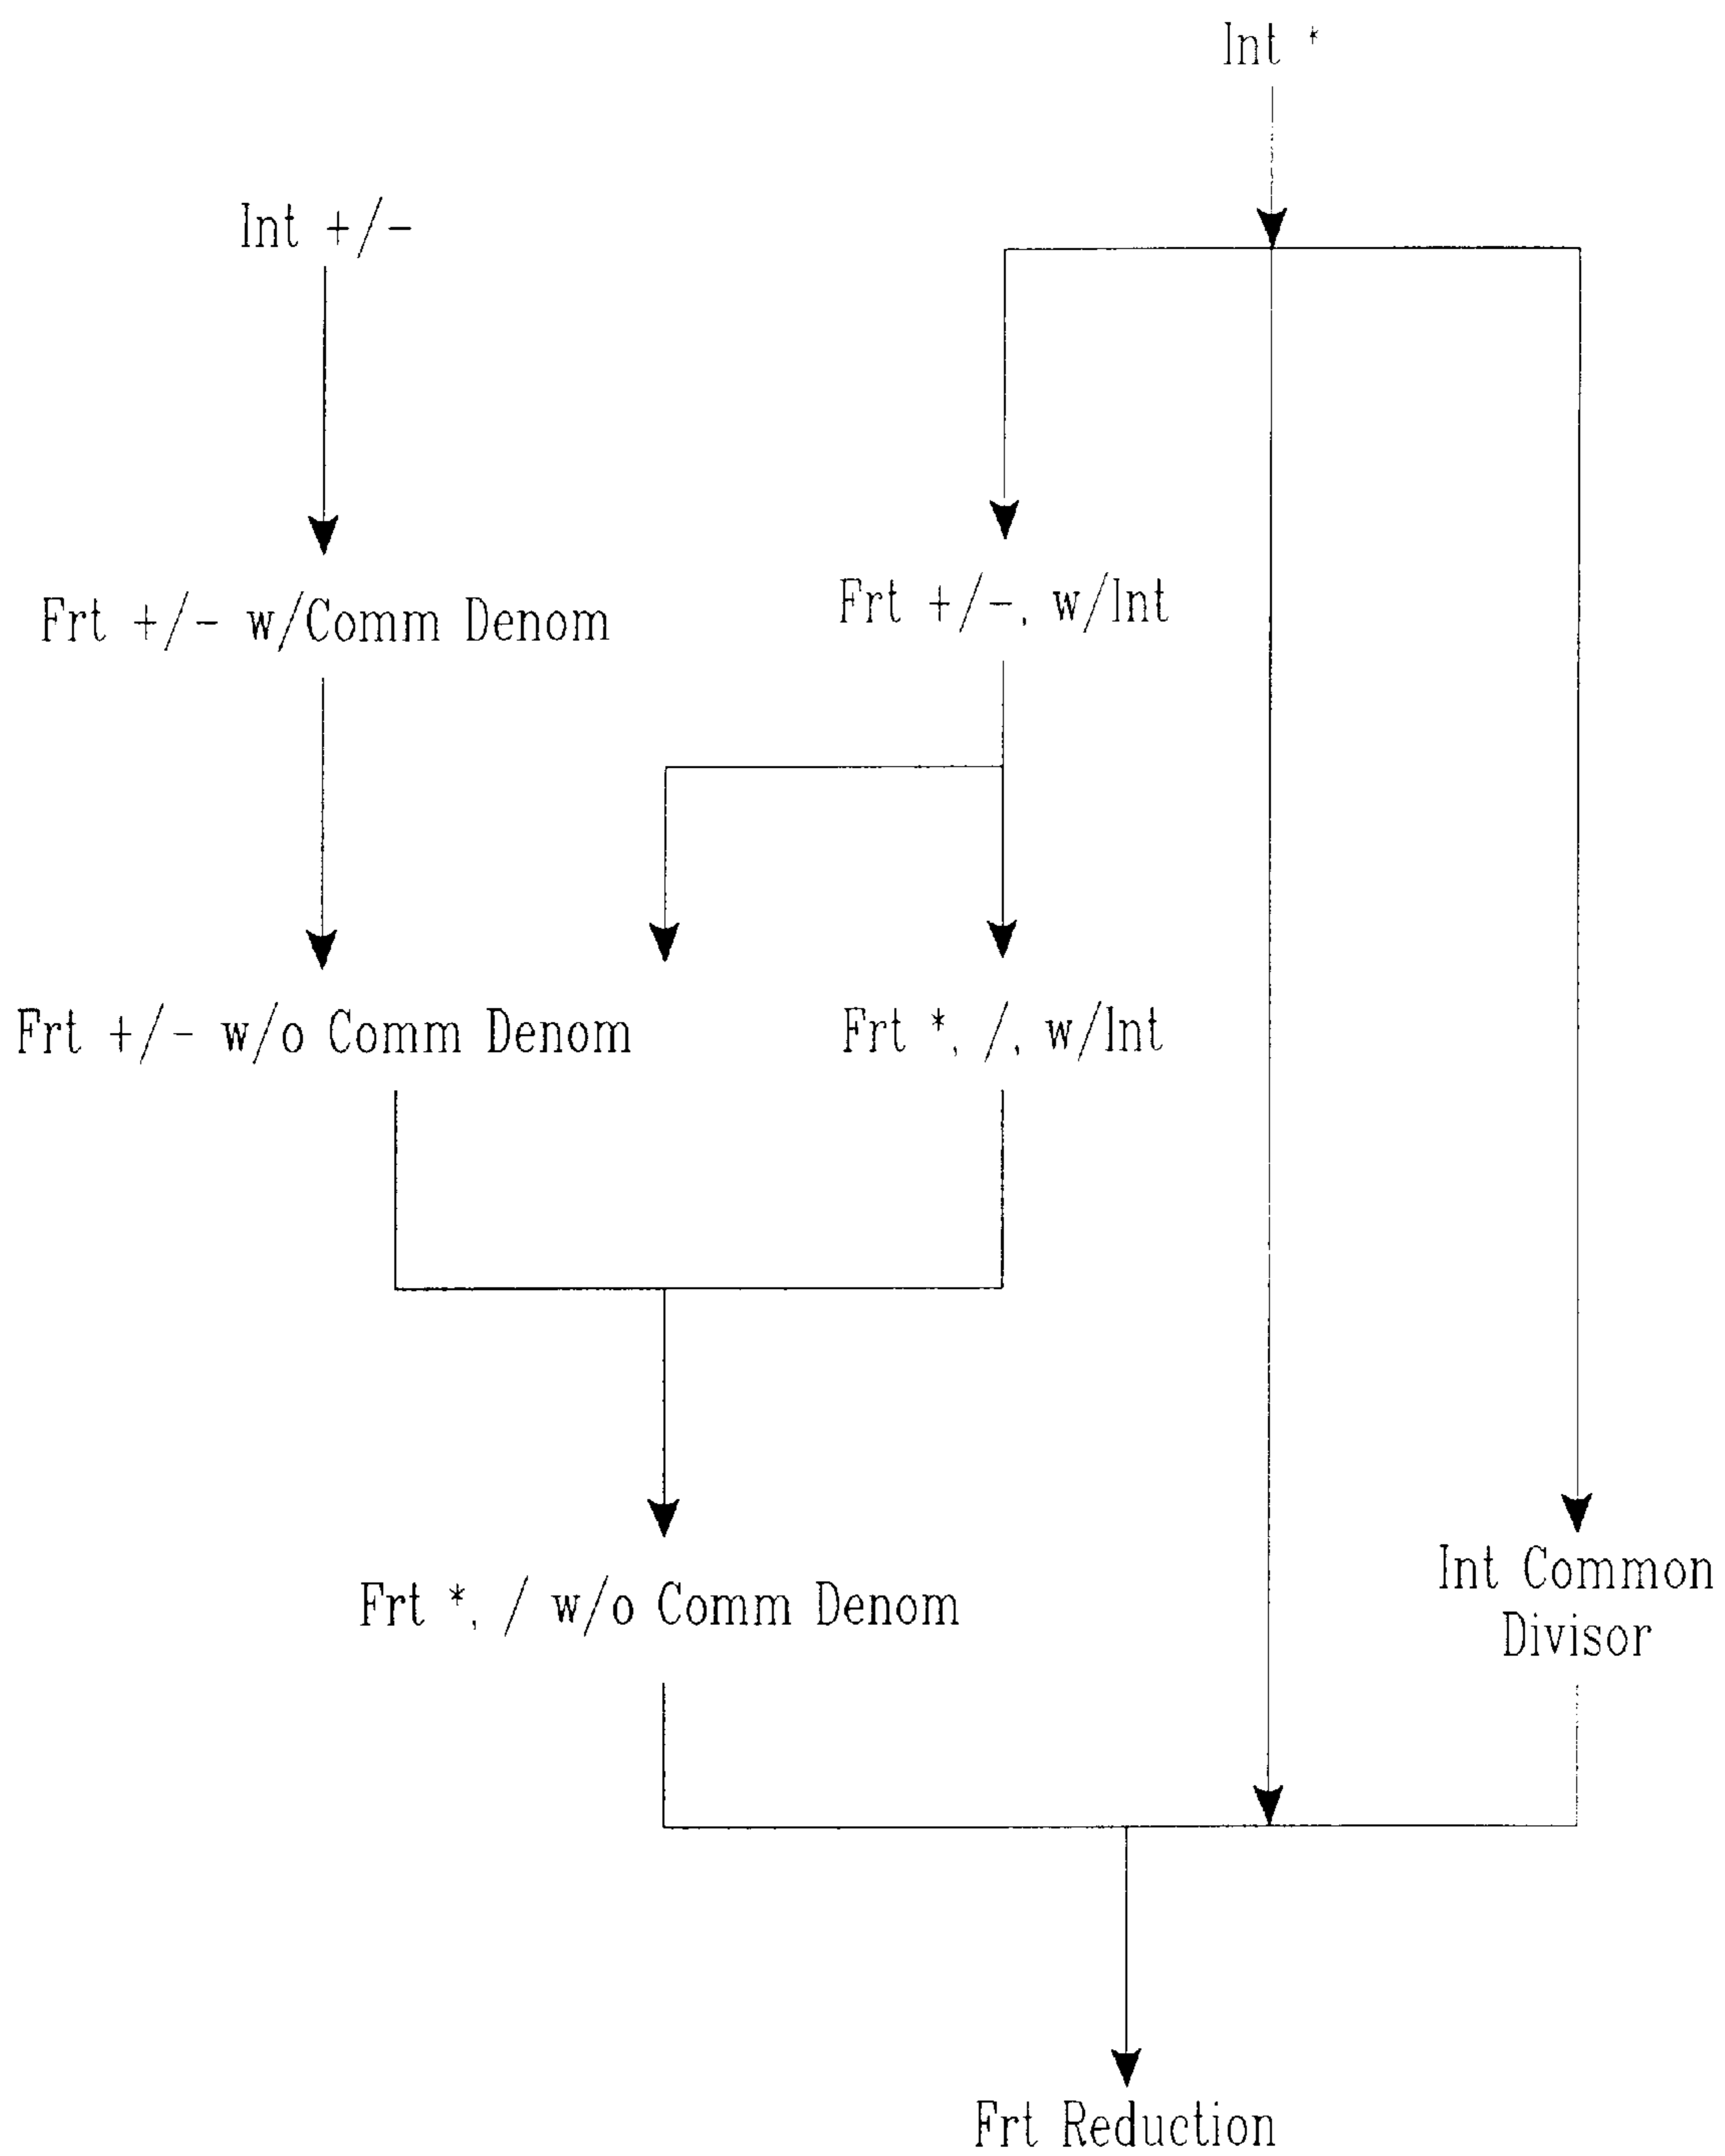 Int *
Int +/-
Frt +/- w/Comm Denom
Frt +/-, w/Int
Frt +/- w/o Comm Denom
Frt *, /, w/Int
Frt *, / w/o Comm Denom
Int Common
Divisor
Frt Reduction